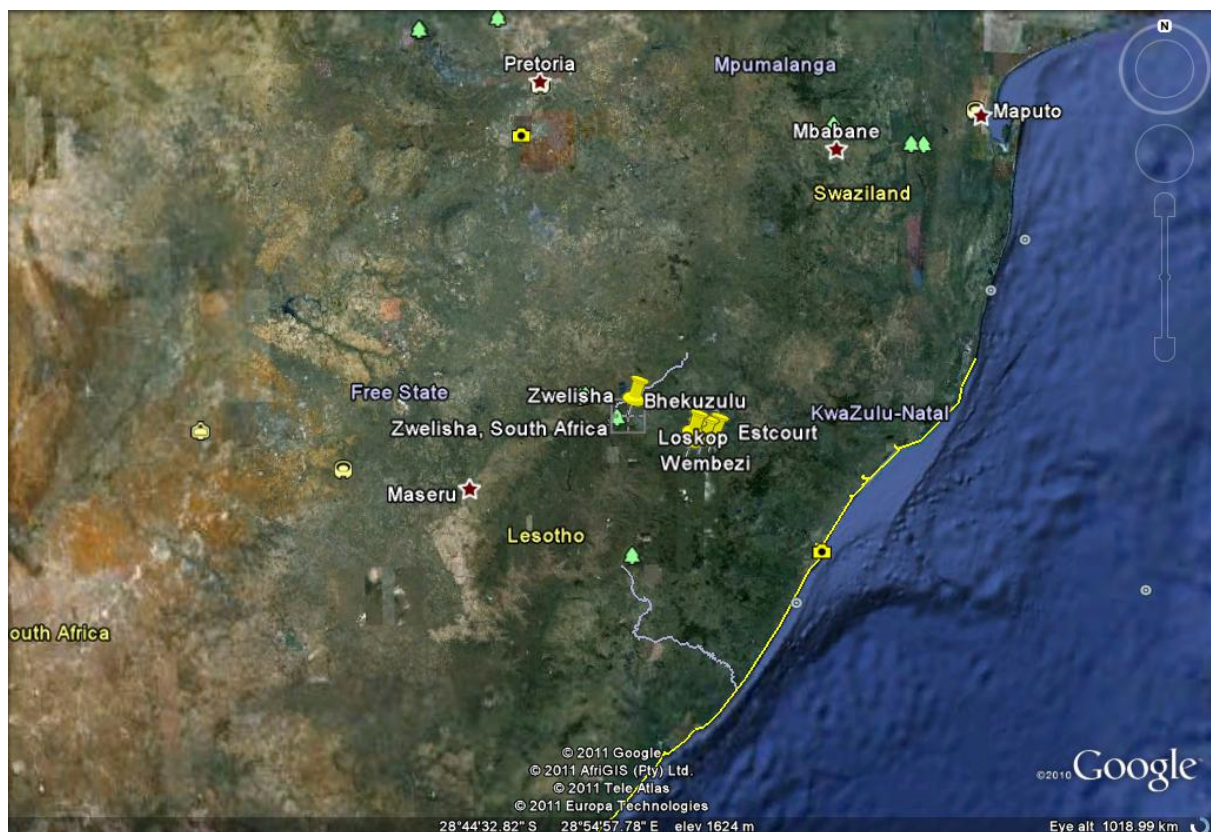 N
Pretoria
Mpumalanga
Maputo
Mbabane
Swaziland
Free State
Zwelisha
Bhekuzulu
KwaZulu-Natal
Zwelisha, South Africa
Loskop
Estcourt
Wembezi
Maseru
Lesotho
outh Africa
© 2011 Google
© 2011 AfriGIS (Pty) Ltd.
© 2011 Tele Atlas
© 2011 Europa Technologies
©2010 Google
28°44'32.82" S 28°54'57.78" E elev 1624 m
Eye alt 1018.99 km